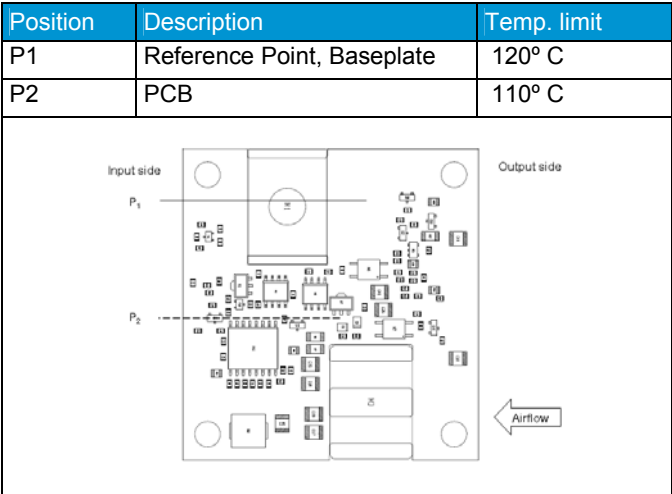 Position Description Temp. limit
P1 Reference Point, Baseplate 120º C
P2 PCB 110º C
Input side Output side
P1
P2
Airflow